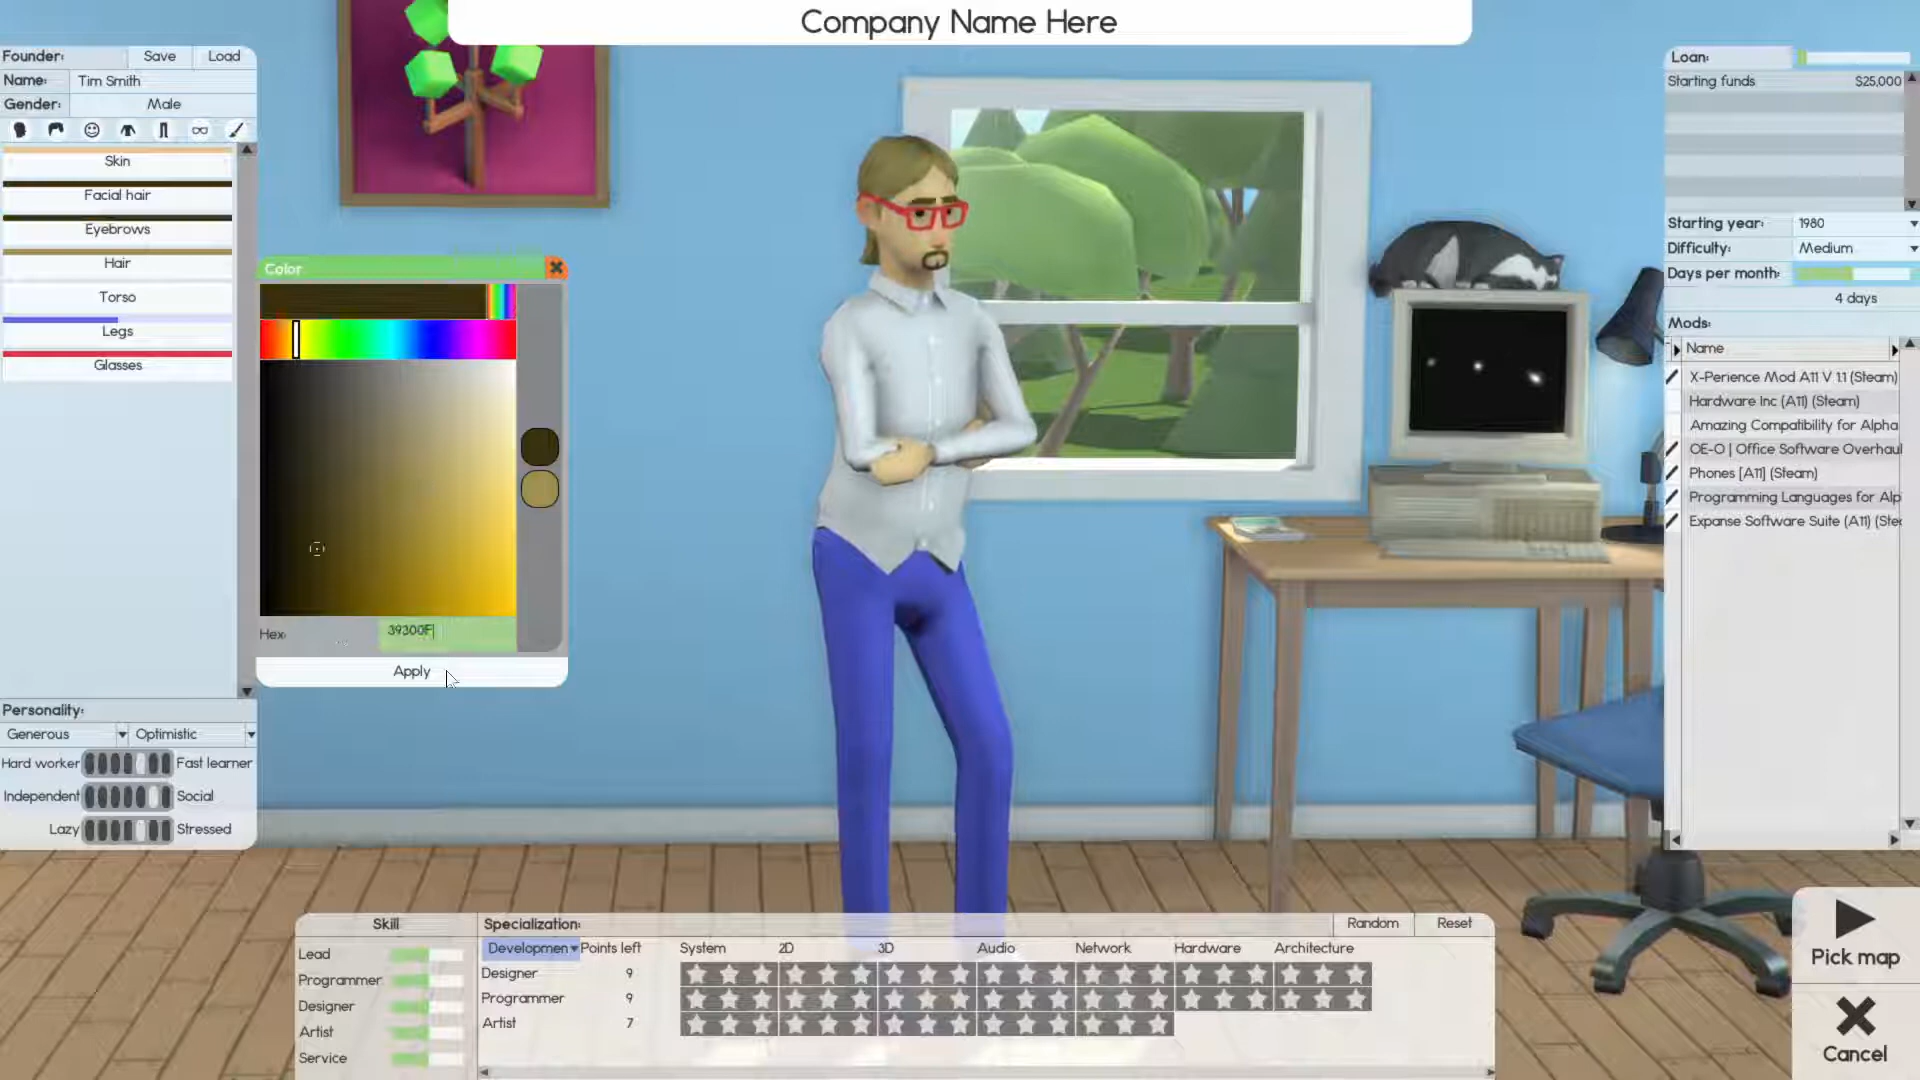 Company Name Here
Founder:
Save
Load
Name:
Tim Smith
Gender:
Male
Skin
Facial hair
Eyebrows
Hair
Torso
Legs
Glasses
Color
Hex:
39300F
Apply
Personality:
Generous
Optimistic
Hard worker
Fast learner
Independent
Social
Lazy
Stressed
Loan:
Starting funds
$25,000
Starting year:
1980
Difficulty:
Medium
Days per month:
4 days
Mods:
Name
X-Perience Mod A11 V 1.1 (Steam)
Hardware Inc (A11) (Steam)
Amazing Compatibility for Alpha
OE-O | Office Software Overhaul
Phones [A11] (Steam)
Programming Languages for Alp
Expanse Software Suite (A11) (Ste
Skill
Lead
Programmer
Designer
Artist
Service
Specialization:
Random
Reset
Developmen
Points left
System
2D
3D
Audio
Network
Hardware
Architecture
Designer
9
Programmer
9
Artist
7
Pick map
Cancel